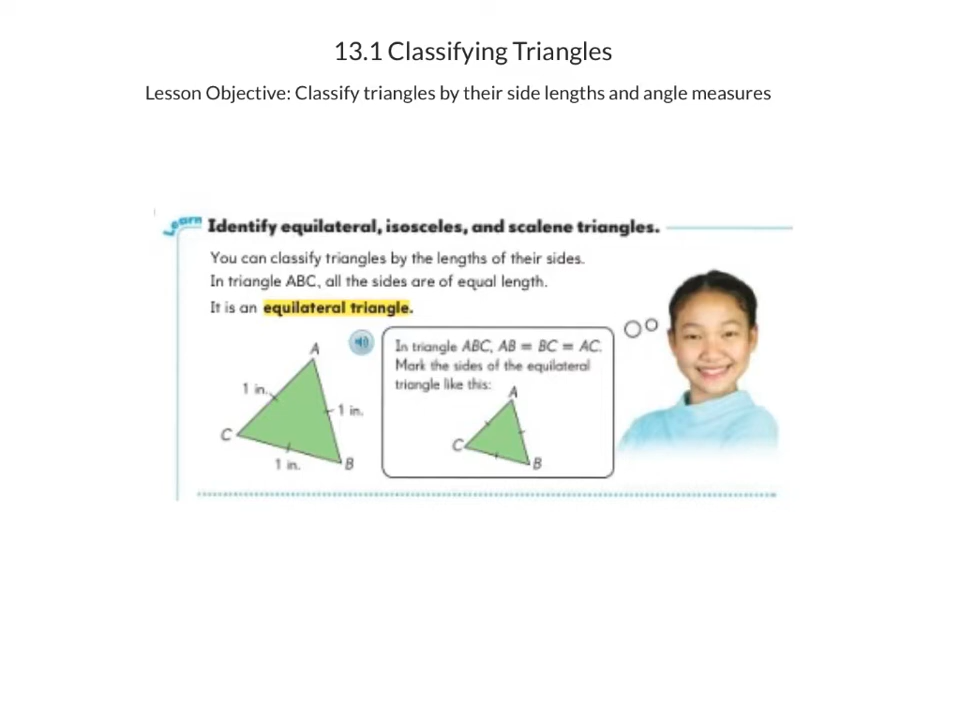 13.1 Classifying Triangles
Lesson Objective: Classify triangles by their side lengths and angle measures
Learn Identify equilateral, isosceles, and scalene triangles.
You can classify triangles by the lengths of their sides.
In triangle ABC, all the sides are of equal length.
It is an equilateral triangle.
A
1 in.
1 in.
C
1 in.
B
In triangle ABC, AB = BC = AC.
Mark the sides of the equilateral
triangle like this:
A
C
B